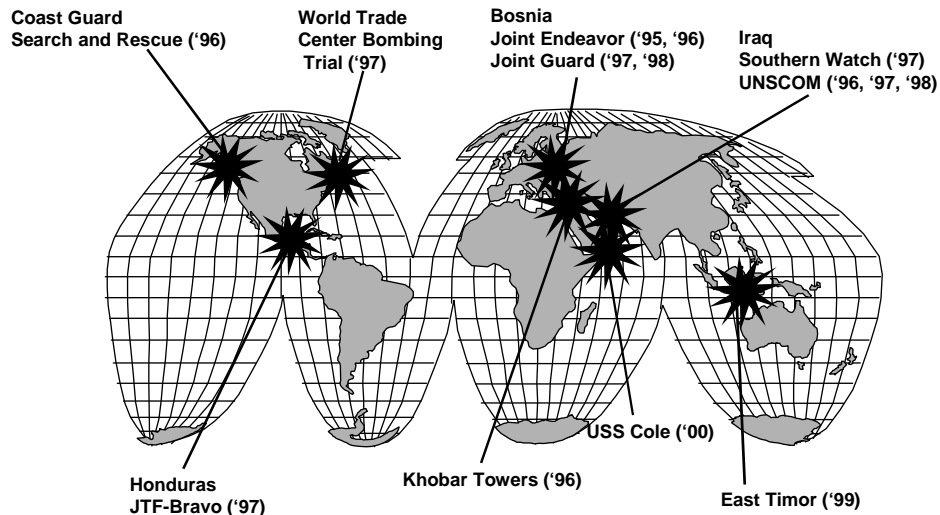 Coast Guard
Search and Rescue (‘96)
World Trade
Center Bombing
Trial (‘97)
Bosnia
Joint Endeavor (‘95, ‘96)
Joint Guard (‘97, ‘98)
Iraq
Southern Watch (‘97)
UNSCOM (‘96, ‘97, ‘98)
USS Cole (‘00)
Khobar Towers (‘96)
Honduras
JTF-Bravo (‘97)
East Timor (‘99)